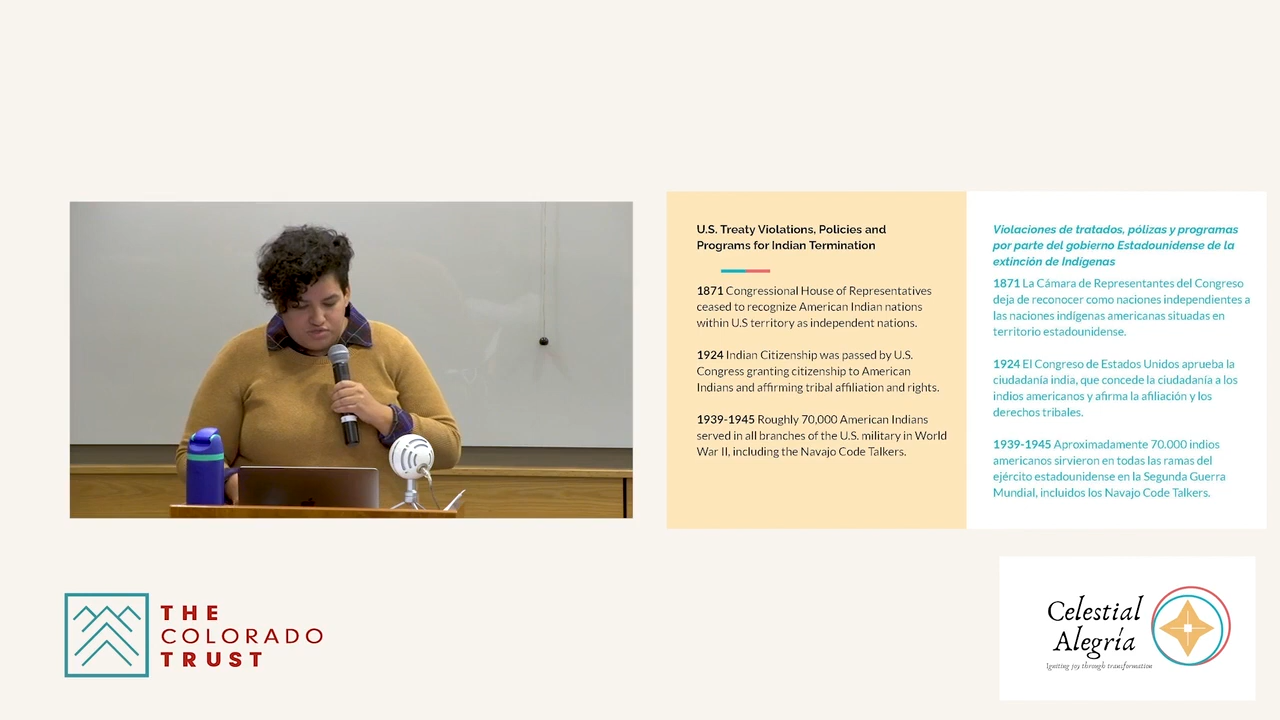 U.S. Treaty Violations, Policies and
Programs for Indian Termination
1871 Congressional House of Representatives
ceased to recognize American Indian nations
within U.S territory as independent nations.
1924 Indian Citizenship was passed by U.S.
Congress granting citizenship to American
Indians and affirming tribal affiliation and rights.
1939-1945 Roughly 70,000 American Indians
served in all branches of the U.S. military in World
War II, including the Navajo Code Talkers.
Violaciones de tratados, pólizas y programas
por parte del gobierno Estadounidense de la
extinción de Indígenas
1871 La Cámara de Representantes del Congreso
deja de reconocer como naciones independientes a
las naciones indígenas americanas situadas en
territorio estadounidense.
1924 El Congreso de Estados Unidos aprueba la
ciudadanía india, que concede la ciudadanía a los
indios americanos y afirma la afiliación y los
derechos tribales.
1939-1945 Aproximadamente 70.000 indios
americanos sirvieron en todas las ramas del
ejército estadounidense en la Segunda Guerra
Mundial, incluidos los Navajo Code Talkers.
THE
COLORADO
TRUST
Celestial
Alegría
Igniting joy through transformation